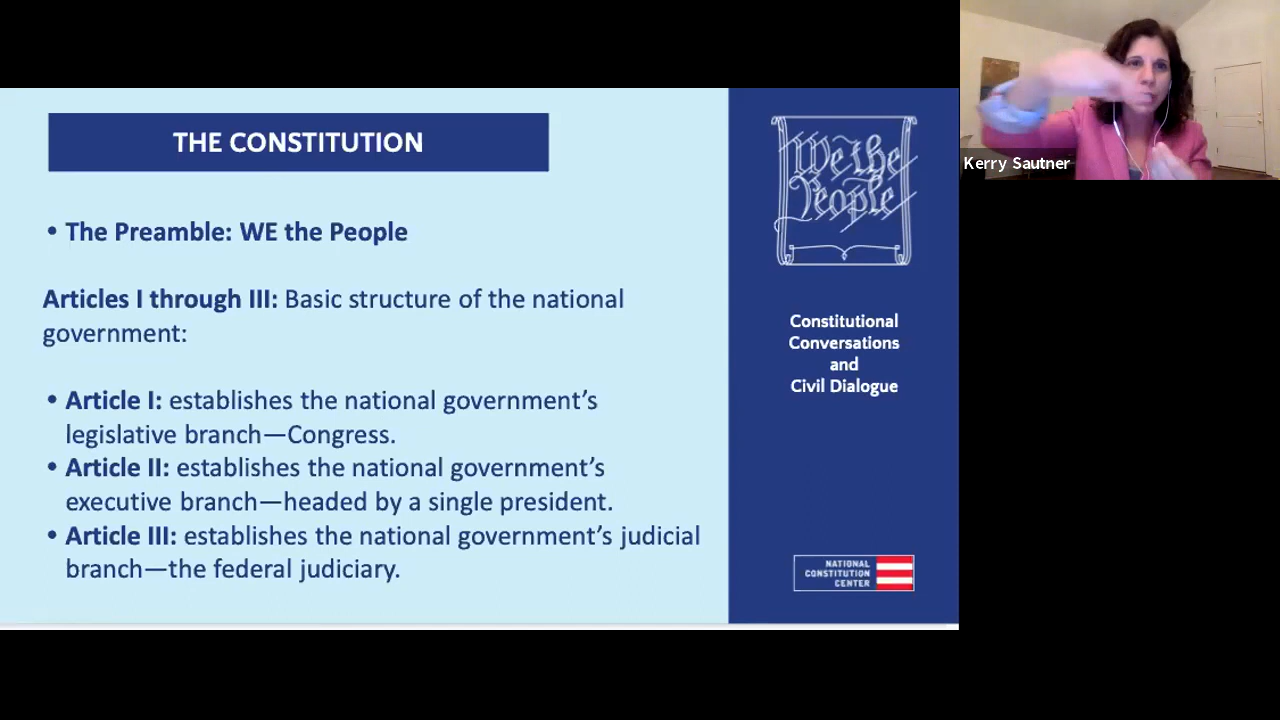 THE CONSTITUTION
• The Preamble: WE the People
Articles I through III: Basic structure of the national
government:
• Article I: establishes the national government’s
legislative branch—Congress.
• Article II: establishes the national government’s
executive branch—headed by a single president.
• Article III: establishes the national government’s judicial
branch—the federal judiciary.
We the
People
Constitutional
Conversations
and
Civil Dialogue
NATIONAL
CONSTITUTION
CENTER
Kerry Sautner